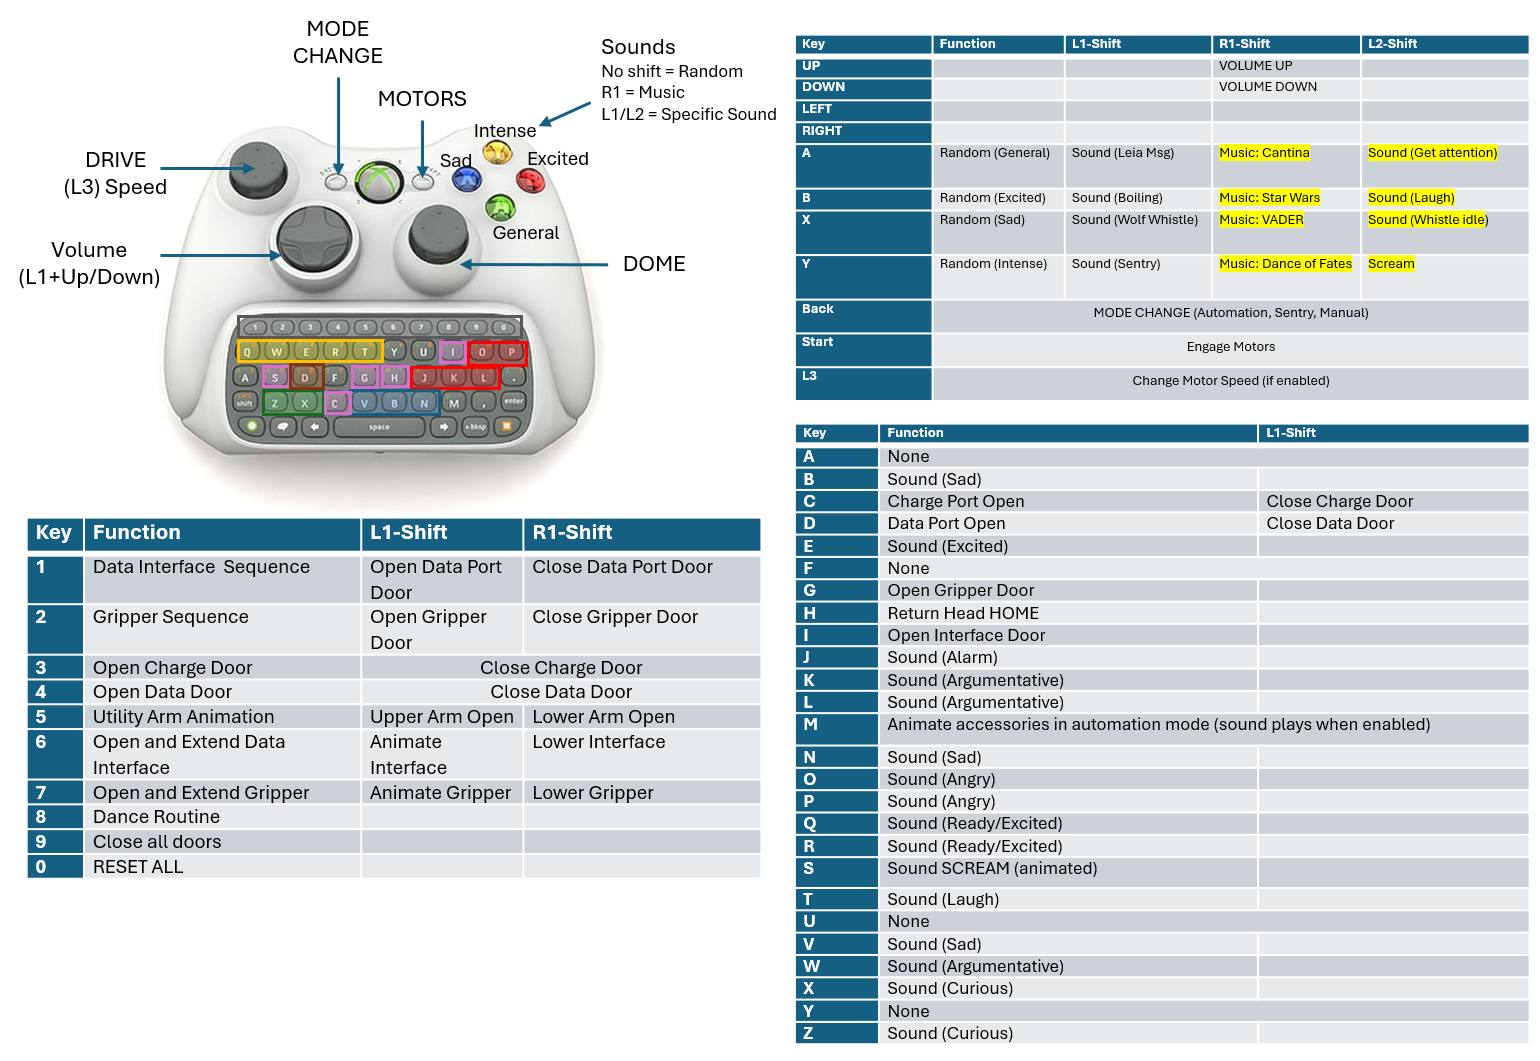 MODE
CHANGE
MOTORS
Sounds
No shift = Random
R1 = Music
L1/L2 = Specific Sound
Intense
Sad
Excited
General
DRIVE
(L3) Speed
Volume
(L1+Up/Down)
DOME
1 2 3 4 5 6 7 8 9 0
Q W E R T Y U I O P
A S D F G H J K L .
shift Z X C V B N M , enter
space bksp
Key Function L1-Shift R1-Shift
1 Data Interface Sequence Open Data Port Door Close Data Port Door
2 Gripper Sequence Open Gripper Door Close Gripper Door
3 Open Charge Door Close Charge Door
4 Open Data Door Close Data Door
5 Utility Arm Animation Upper Arm Open Lower Arm Open
6 Open and Extend Data Interface Animate Interface Lower Interface
7 Open and Extend Gripper Animate Gripper Lower Gripper
8 Dance Routine
9 Close all doors
0 RESET ALL
Key Function L1-Shift R1-Shift L2-Shift
UP VOLUME UP
DOWN VOLUME DOWN
LEFT
RIGHT
A Random (General) Sound (Leia Msg) Music: Cantina Sound (Get attention)
B Random (Excited) Sound (Boiling) Music: Star Wars Sound (Laugh)
X Random (Sad) Sound (Wolf Whistle) Music: VADER Sound (Whistle idle)
Y Random (Intense) Sound (Sentry) Music: Dance of Fates Scream
Back MODE CHANGE (Automation, Sentry, Manual)
Start Engage Motors
L3 Change Motor Speed (if enabled)
Key Function L1-Shift
A None
B Sound (Sad)
C Charge Port Open Close Charge Door
D Data Port Open Close Data Door
E Sound (Excited)
F None
G Open Gripper Door
H Return Head HOME
I Open Interface Door
J Sound (Alarm)
K Sound (Argumentative)
L Sound (Argumentative)
M Animate accessories in automation mode (sound plays when enabled)
N Sound (Sad)
O Sound (Angry)
P Sound (Angry)
Q Sound (Ready/Excited)
R Sound (Ready/Excited)
S Sound SCREAM (animated)
T Sound (Laugh)
U None
V Sound (Sad)
W Sound (Argumentative)
X Sound (Curious)
Y None
Z Sound (Curious)